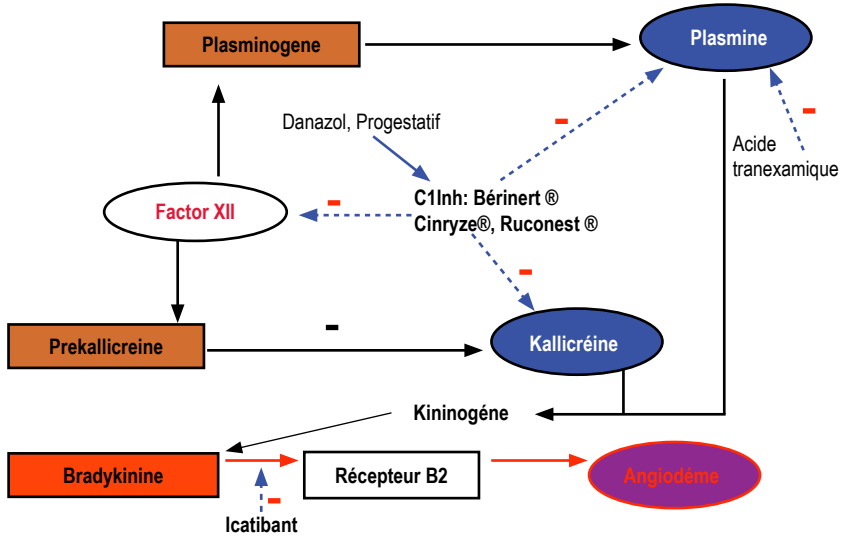 Plasminogene
Plasmine
Danazol, Progestatif
-
-
Acide
tranexamique
Factor XII
-
C1Inh: Bérinert ®
Cinryze®, Ruconest ®
-
-
Prekallicreine
Kallicréine
Kininogéne
Bradykinine
Récepteur B2
Angiodéme
-
Icatibant